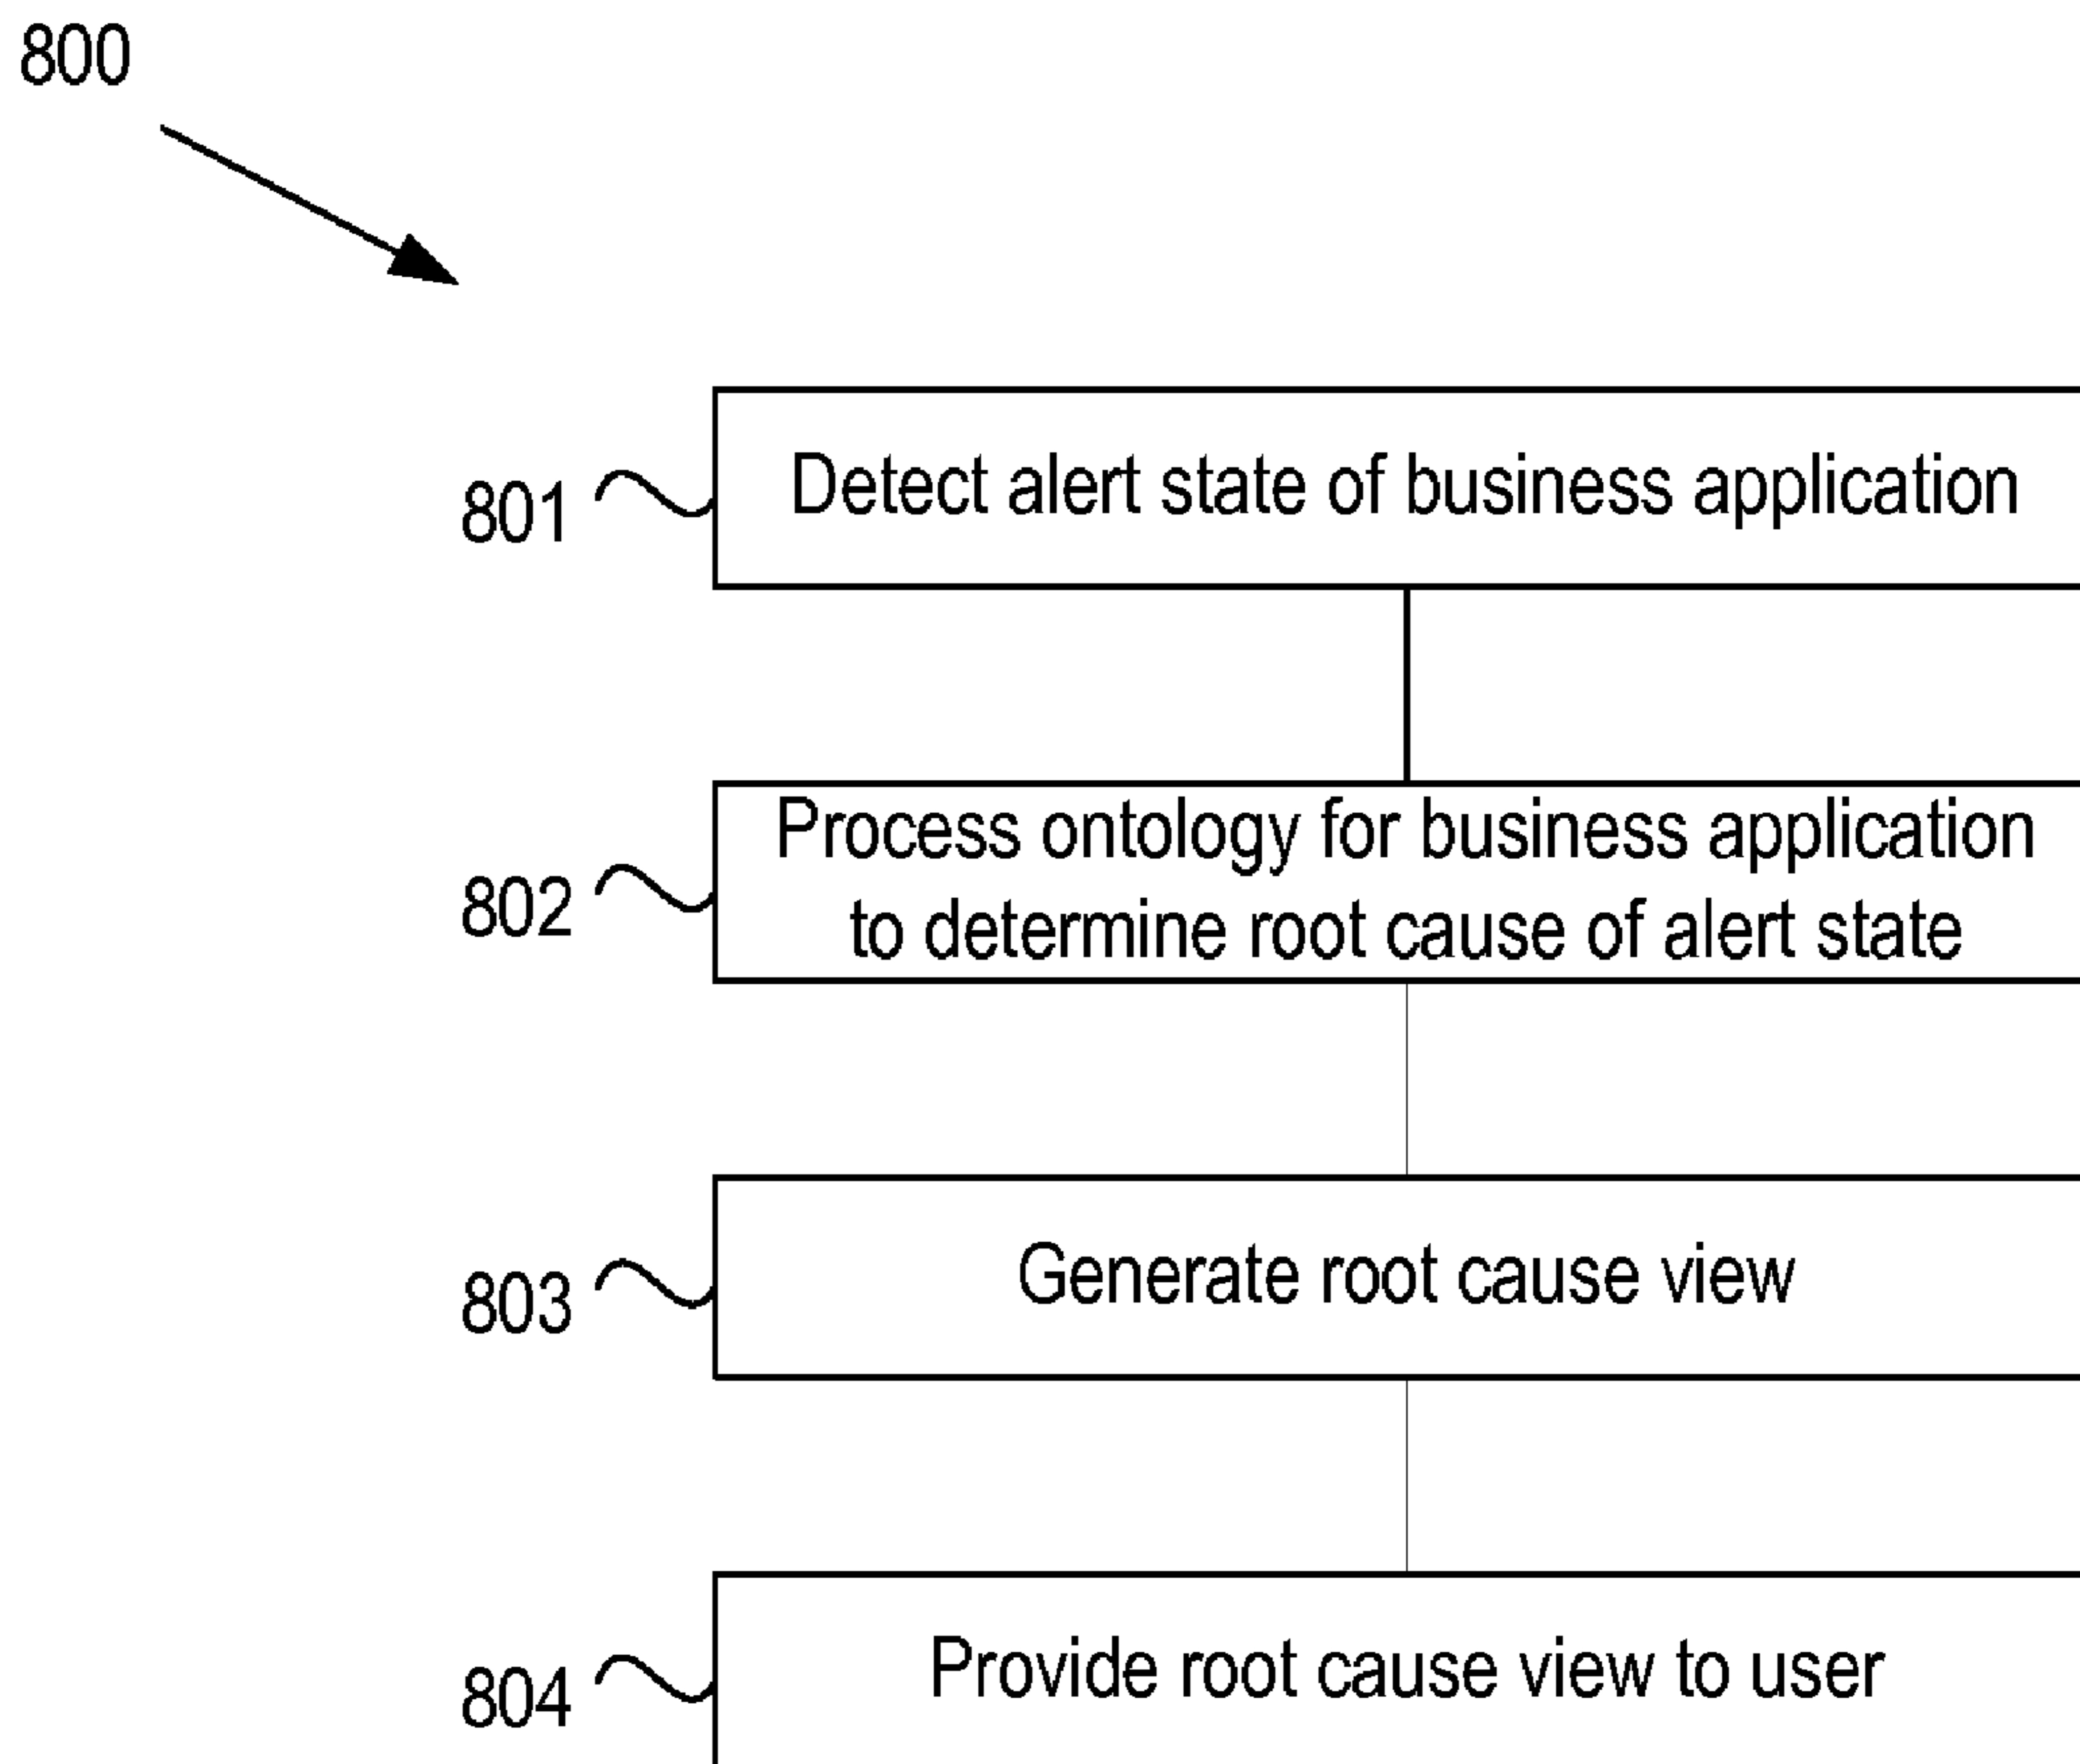 800
801
Detect alert state of business application
802
Process ontology for business application
to determine root cause of alert state
803
Generate root cause view
804
Provide root cause view to user